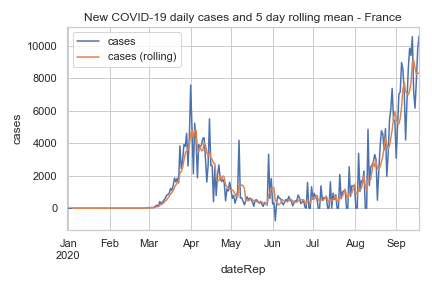 New COVID-19 daily cases and 5 day rolling mean - France
cases
cases (rolling)
10000
8000
6000
4000
2000
0
cases
Jan Feb Mar Apr May Jun Jul Aug Sep
2020
dateRep